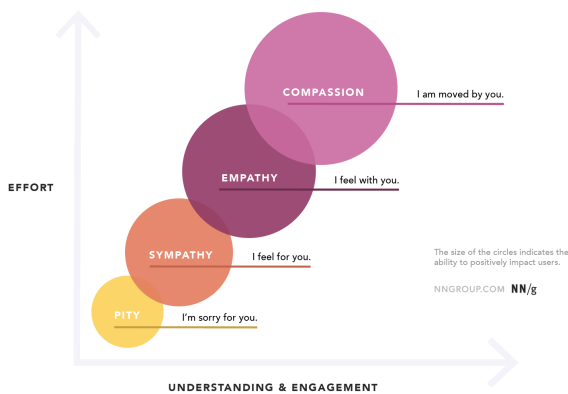 COMPASSION
I am moved by you.
EMPATHY
I feel with you.
EFFORT
SYMPATHY
I feel for you.
The size of the circles indicates the
ability to positively impact users.
NNGROUP.COM NN/g
PITY
I'm sorry for you.
UNDERSTANDING & ENGAGEMENT